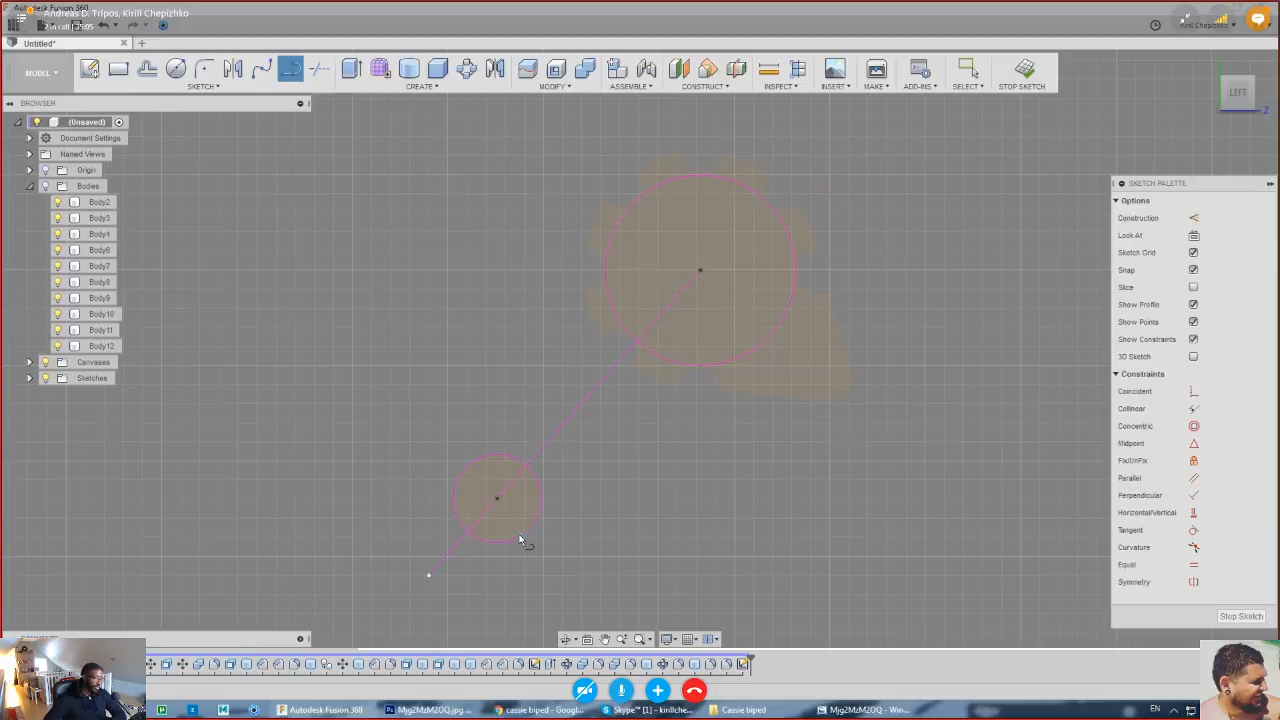 Autodesk Fusion 360
Andreas D. Tripos, Kirill Chepizhko
Untitled*
MODEL
SKETCH
CREATE
MODIFY
ASSEMBLE
CONSTRUCT
INSPECT
INSERT
MAKE
ADD-INS
SELECT
STOP SKETCH
LEFT
Z
BROWSER
(Unsaved)
Document Settings
Named Views
Origin
Bodies
Body2
Body3
Body4
Body6
Body7
Body8
Body9
Body10
Body11
Body12
Canvases
Sketches
SKETCH PALETTE
Options
Construction
Look At
Sketch Grid
Snap
Slice
Show Profile
Show Points
Show Constraints
3D Sketch
Constraints
Coincident
Collinear
Concentric
Midpoint
Fix/UnFix
Parallel
Perpendicular
Horizontal/Vertical
Tangent
Curvature
Equal
Symmetry
Stop Sketch
Autodesk Fusion 360
Mjg2MzM2OQ.jpg ...
cassie biped - Googl...
Skype™ [1] - kirillche...
Cassie biped
Mjg2MzM2OQ - Win...
EN